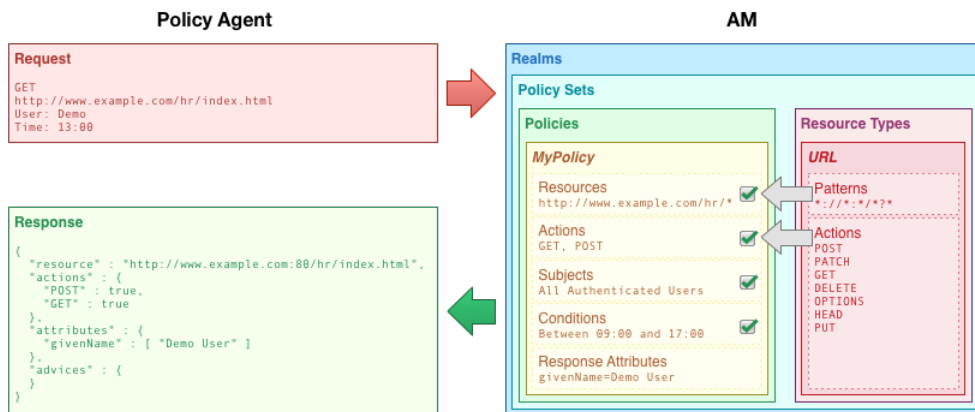 Policy Agent
Request
GET
http://www.example.com/hr/index.html
User: Demo
Time: 13:00
Response
{
"resource" : "http://www.example.com:80/hr/index.html",
"actions" : {
"POST" : true,
"GET" : true
},
"attributes" : {
"givenName" : [ "Demo User" ]
},
"advices" : {
}
}
AM
Realms
Policy Sets
Policies
MyPolicy
Resources
http://www.example.com/hr/*
Actions
GET, POST
Subjects
All Authenticated Users
Conditions
Between 09:00 and 17:00
Response Attributes
givenName=Demo User
Resource Types
URL
Patterns
*://*:*/*?*
Actions
POST
PATCH
GET
DELETE
OPTIONS
HEAD
PUT